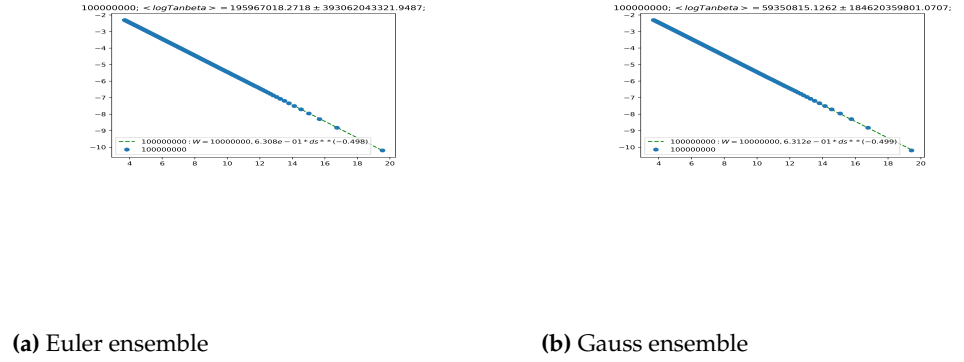 100000000; < logTanbeta > = 195967018.2718 ± 393062043321.9487;
−2
−3
−4
−5
−6
−7
−8
−9
−10
100000000: W = 10000000, 6.308e − 01 * ds * * (−0.498)
100000000
4 6 8 10 12 14 16 18 20
(a) Euler ensemble
100000000; < logTanbeta > = 59350815.1262 ± 184620359801.0707;
−2
−3
−4
−5
−6
−7
−8
−9
−10
100000000: W = 10000000, 6.312e − 01 * ds * * (−0.499)
100000000
4 6 8 10 12 14 16 18 20
(b) Gauss ensemble